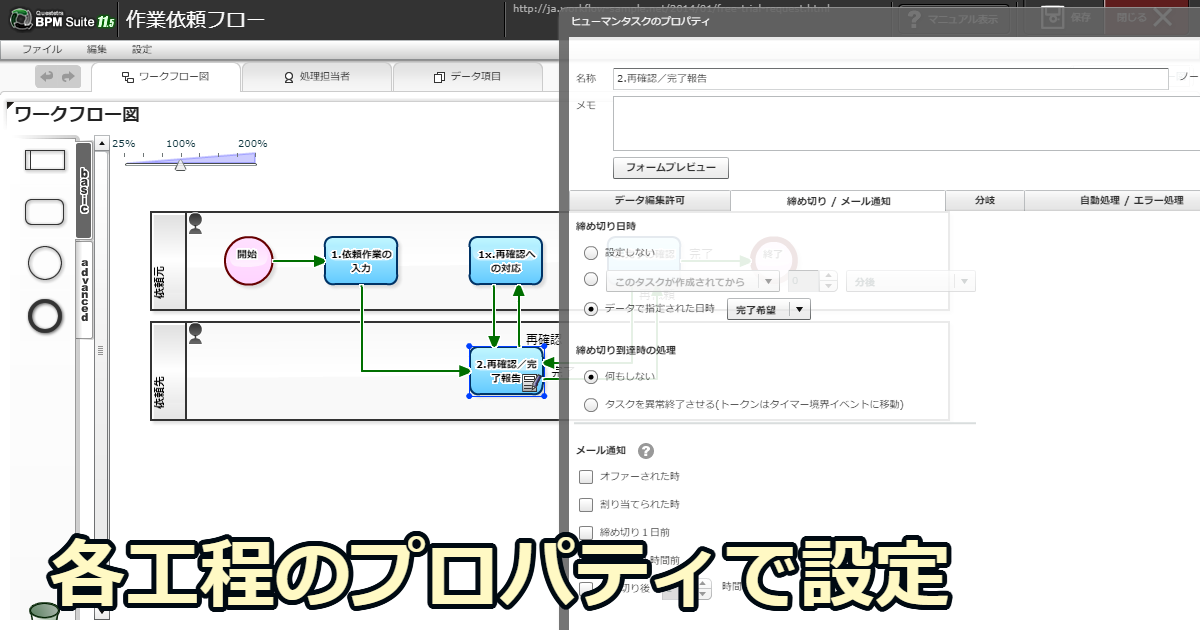 Questetra
BPM Suite 11.5
作業依頼フロー
ヒューマンタスクのプロパティ
マニュアル表示
保存
閉じる
ファイル 編集 設定
ワークフロー図
処理担当者
データ項目
名称
2.再確認／完了報告
メモ
フォームプレビュー
ワークフロー図
25% 100% 200%
basic
advanced
依頼元
開始
1.依頼作業の
入力
1x.再確認へ
の対応
依頼先
再確認
2.再確認／完
了報告
データ編集許可
締め切り / メール通知
分岐
自動処理 / エラー処理
締め切り日時
設定しない
完了
終了
このタスクが作成されてから
0
分後
データで指定された日時
完了希望
締め切り到達時の処理
何もしない
タスクを異常終了させる(トークンはタイマー境界イベントに移動)
メール通知 ?
オファーされた時
割り当てられた時
締め切り１日前
時間前
切り後
時間
各工程のプロパティで設定